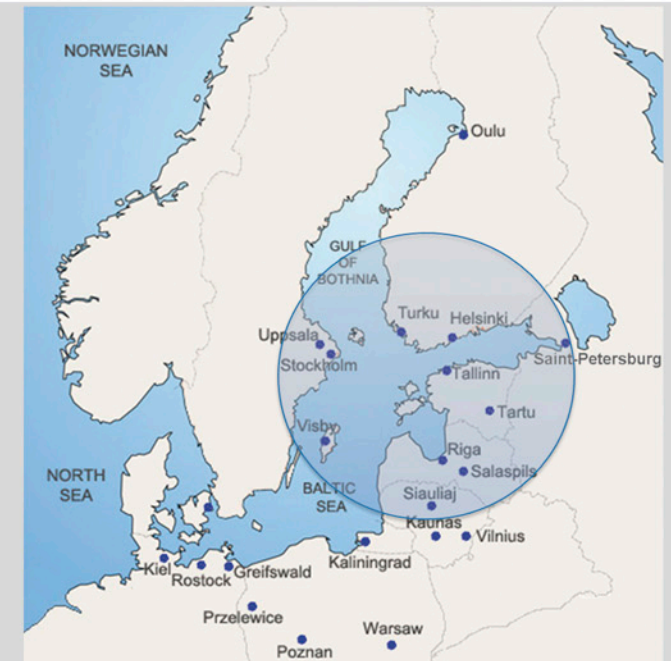 NORWEGIAN
SEA
Oulu
GULF
OF
BOTHNIA
Turku
Helsinki
Uppsala
Stockholm
Saint-Petersburg
Tallinn
Tartu
Visby
Riga
Salaspils
NORTH
SEA
BALTIC
SEA
Siauliaj
Kaunas
Vilnius
Kaliningrad
Kiel
Rostock
Greifswald
Przelewice
Warsaw
Poznan